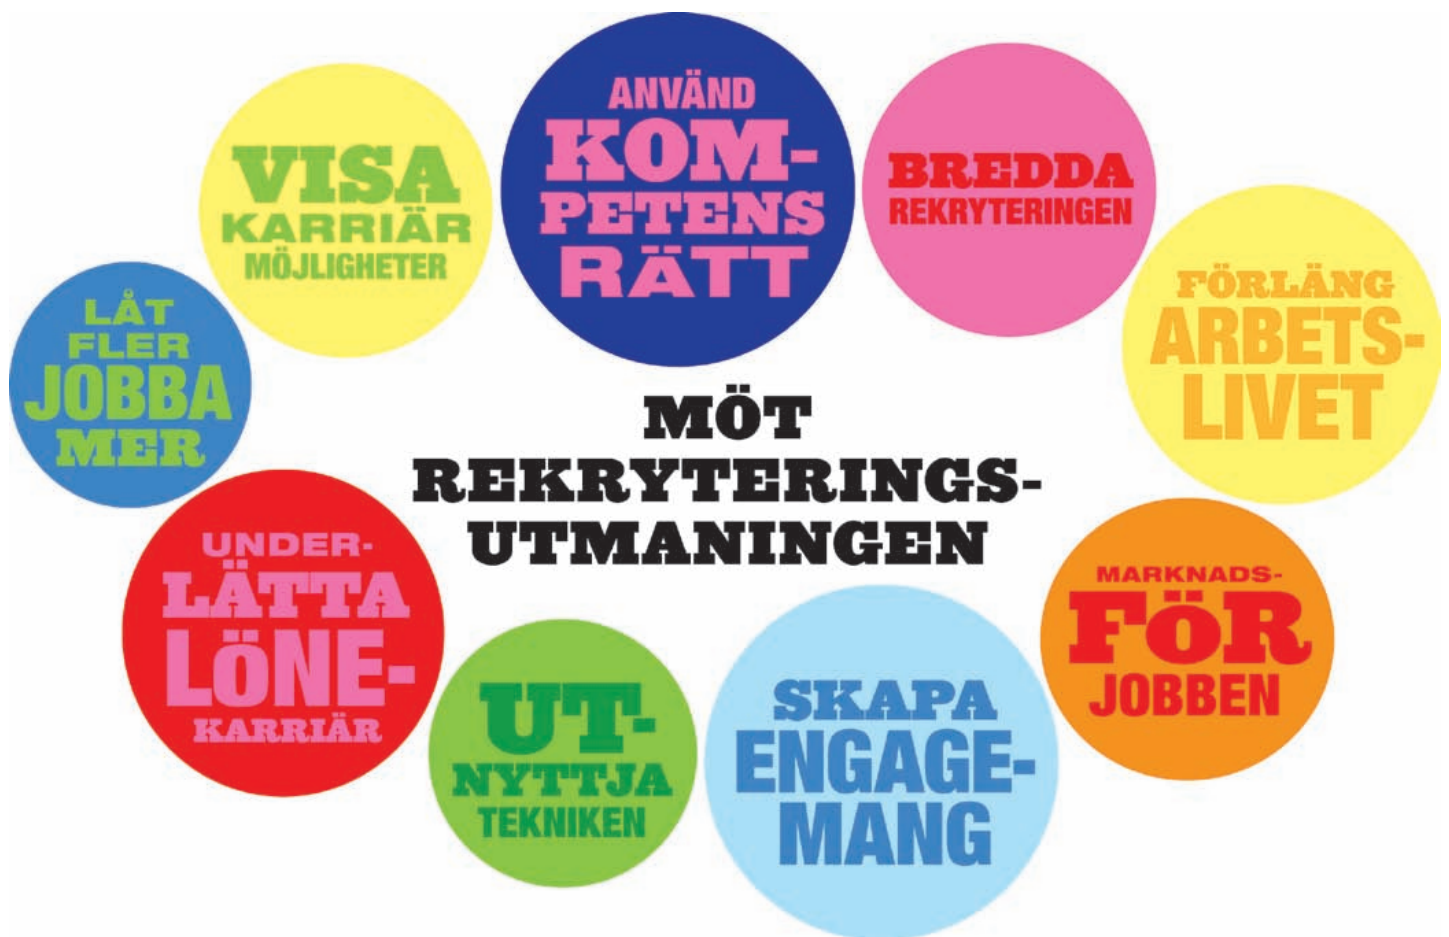 ANVÄND
KOM-
PETENS
RÄTT
BREDDA
REKRYTERINGEN
VISA
KARRIÄR
MÖJLIGHETER
FÖRLÄNG
ARBETS-
LIVET
LÅT
FLER
JOBBA
MER
MÖT
REKRYTERINGS-
UTMANINGEN
UNDER-
LÄTTA
LÖNE-
KARRIÄR
MARKNADS-
FÖR
JOBBEN
UT-
NYTTJA
TEKNIKEN
SKAPA
ENGAGE-
MANG